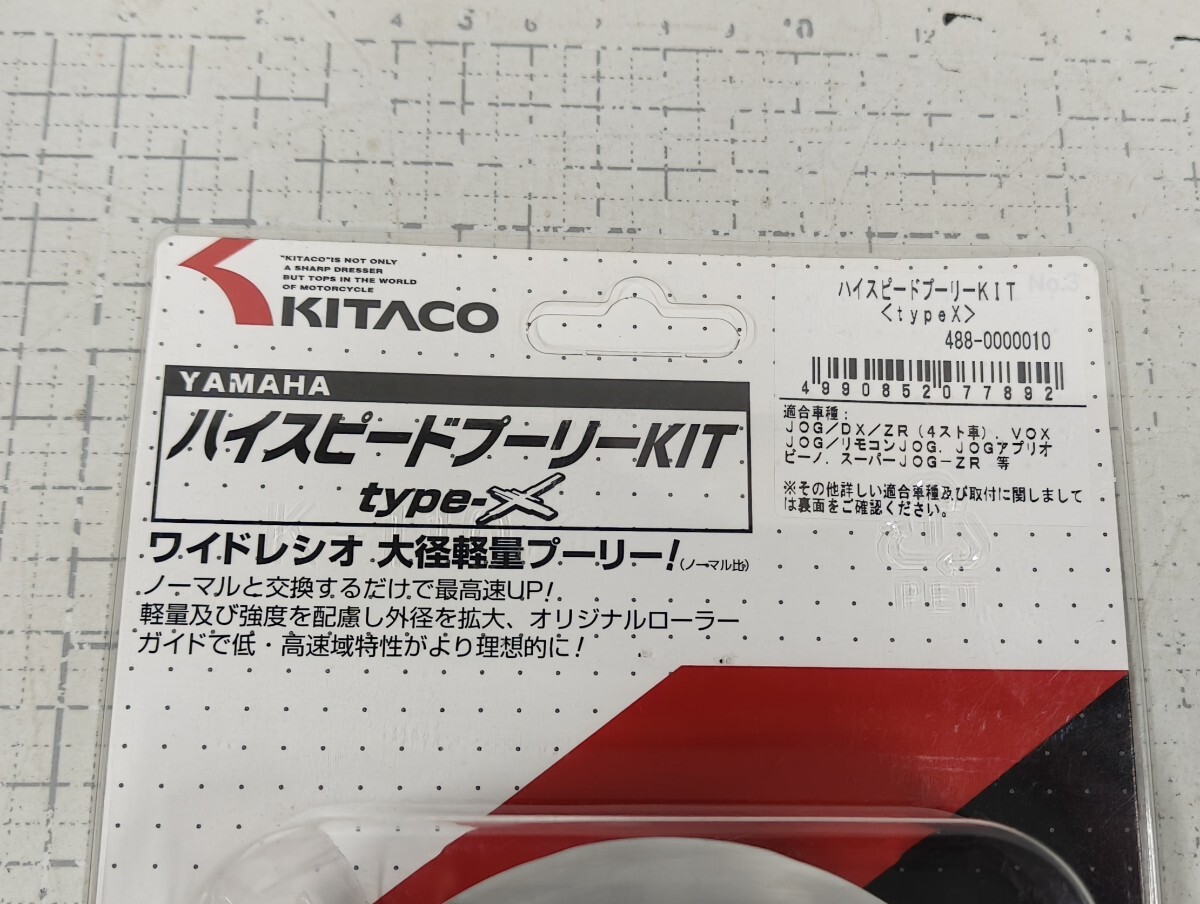 4 5 6 7 8 9 10 12 13
"KITACO"IS NOT ONLY
A SHARP DRESSER
BUT TOPS IN THE WORLD
OF MOTORCYCLE
KITACO
YAMAHA
ハイスピードプーリーKIT
type-X
ワイドレシオ 大径軽量プーリー!(ノーマル比)
ノーマルと交換するだけで最高速UP!
軽量及び強度を配慮し外径を拡大、オリジナルローラー
ガイドで低・高速域特性がより理想的に!
No.3
ハイスピードプーリーKIT
<typeX>
488-0000010
4990852077892
適合車種:
JOG/DX/ZR(4スト車)、VOX
JOG/リモコンJOG、JOGアプリオ
ビーノ、スーパーJOG-ZR 等
※その他詳しい適合車種及び取付に関しまして
は裏面をご確認ください。
PET